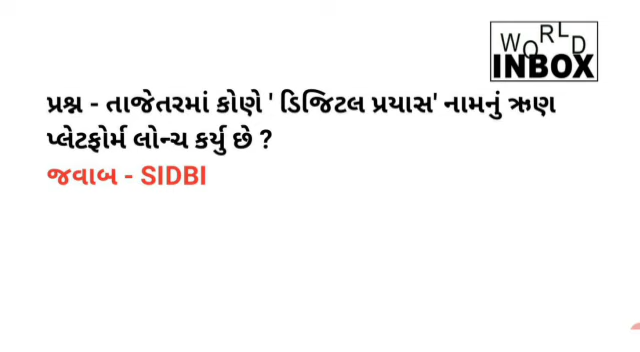 WORLD
INBOX
પ્રશ્ન - તાજેતરમાં કોણે ' ડિજિટલ પ્રયાસ' નામનું ઋણ
પ્લેટફોર્મ લોન્ચ કર્યુ છે ?
જવાબ - SIDBI